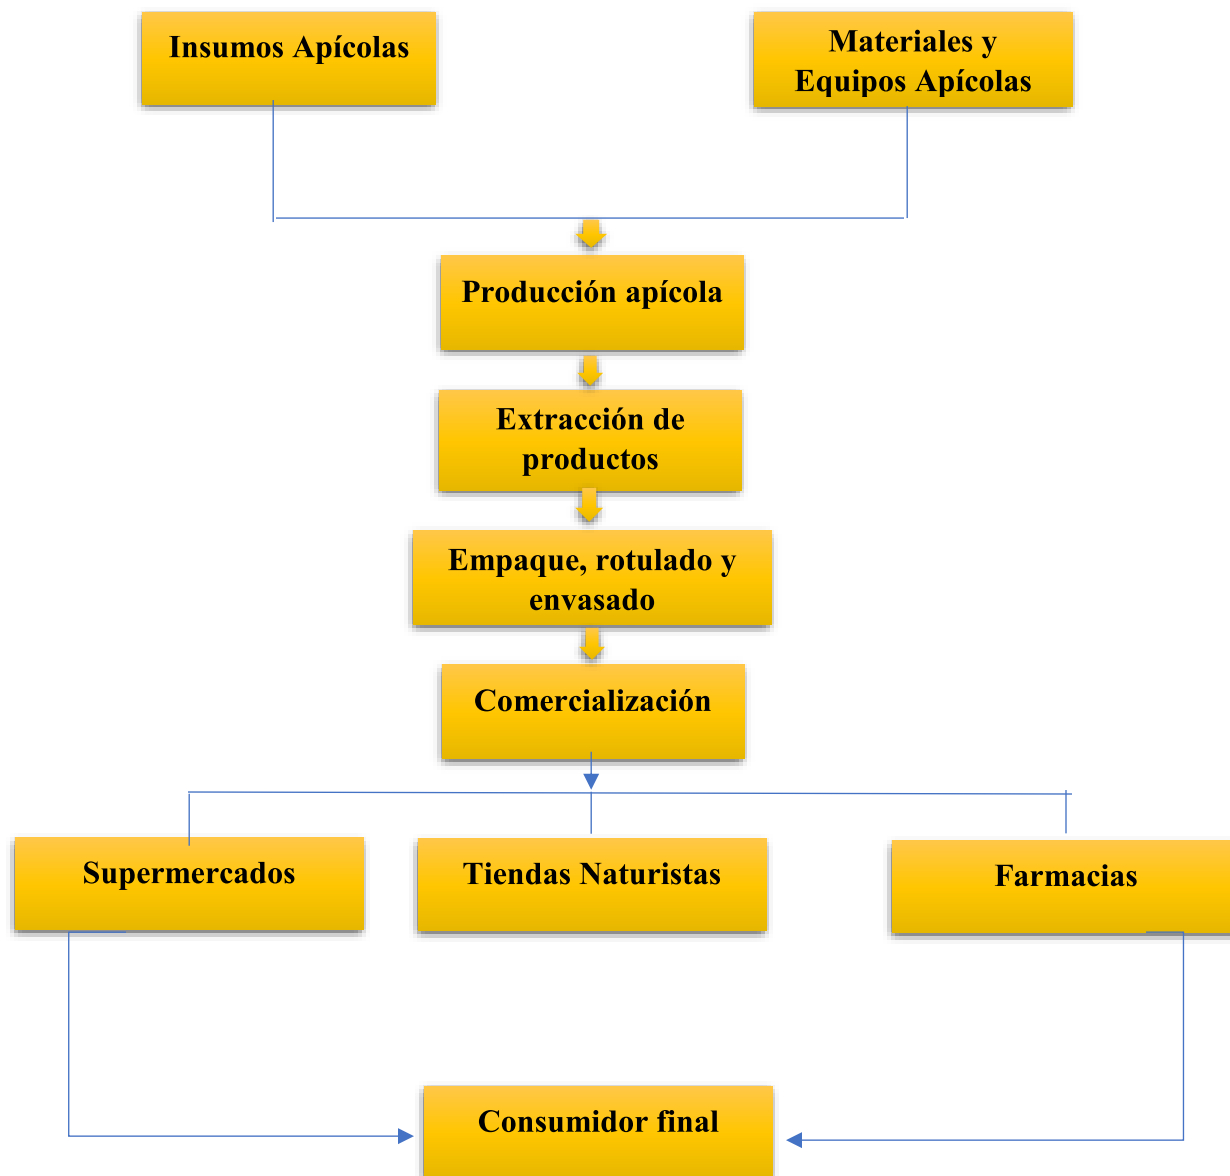 Insumos Apícolas
Materiales y
Equipos Apícolas
Producción apícola
Extracción de
productos
Empaque, rotulado y
envasado
Comercialización
Supermercados
Tiendas Naturistas
Farmacias
Consumidor final